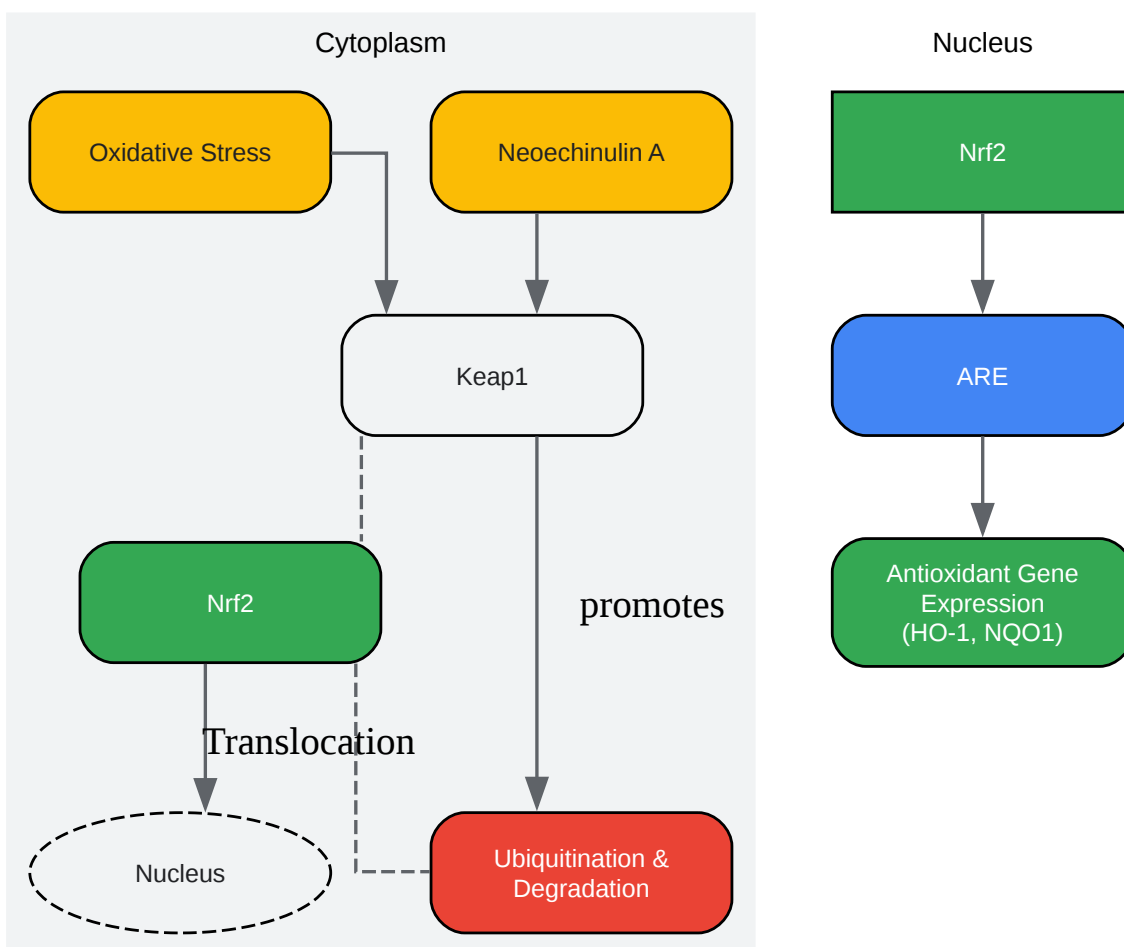 Cytoplasm
Nucleus
Oxidative Stress
Neoechinulin A
Nrf2
Keap1
ARE
Nrf2
promotes
Antioxidant Gene
Expression
(HO-1, NQO1)
Translocation
Nucleus
Ubiquitination &
Degradation